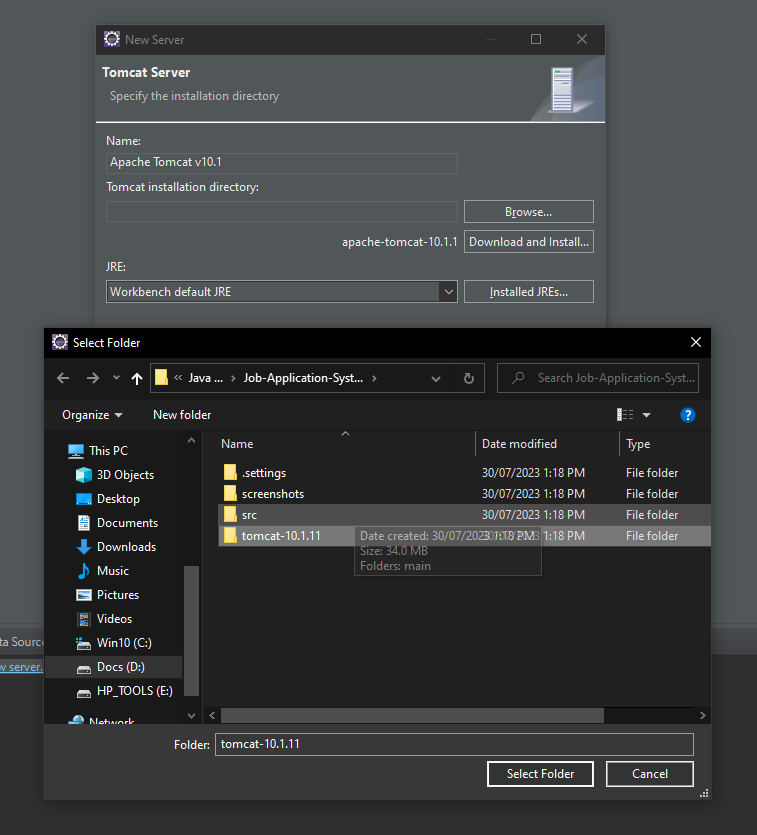 New Server
Tomcat Server
Specify the installation directory
Name:
Apache Tomcat v10.1
Tomcat installation directory:
Browse...
apache-tomcat-10.1.1 Download and Install...
JRE:
Workbench default JRE Installed JREs...
Select Folder
« Java ... › Job-Application-Syst... › Search Job-Application-Syst...
Organize New folder
This PC
3D Objects
Desktop
Documents
Downloads
Music
Pictures
Videos
Win10 (C:)
Docs (D:)
HP_TOOLS (E:)
Network
Name Date modified Type
.settings 30/07/2023 1:18 PM File folder
screenshots 30/07/2023 1:18 PM File folder
src 30/07/2023 1:18 PM File folder
tomcat-10.1.11 1:18 PM File folder
Date created: 30/07/2023 1:18 PM
Size: 34.0 MB
Folders: main
ta Source
w server.
Folder: tomcat-10.1.11
Select Folder Cancel